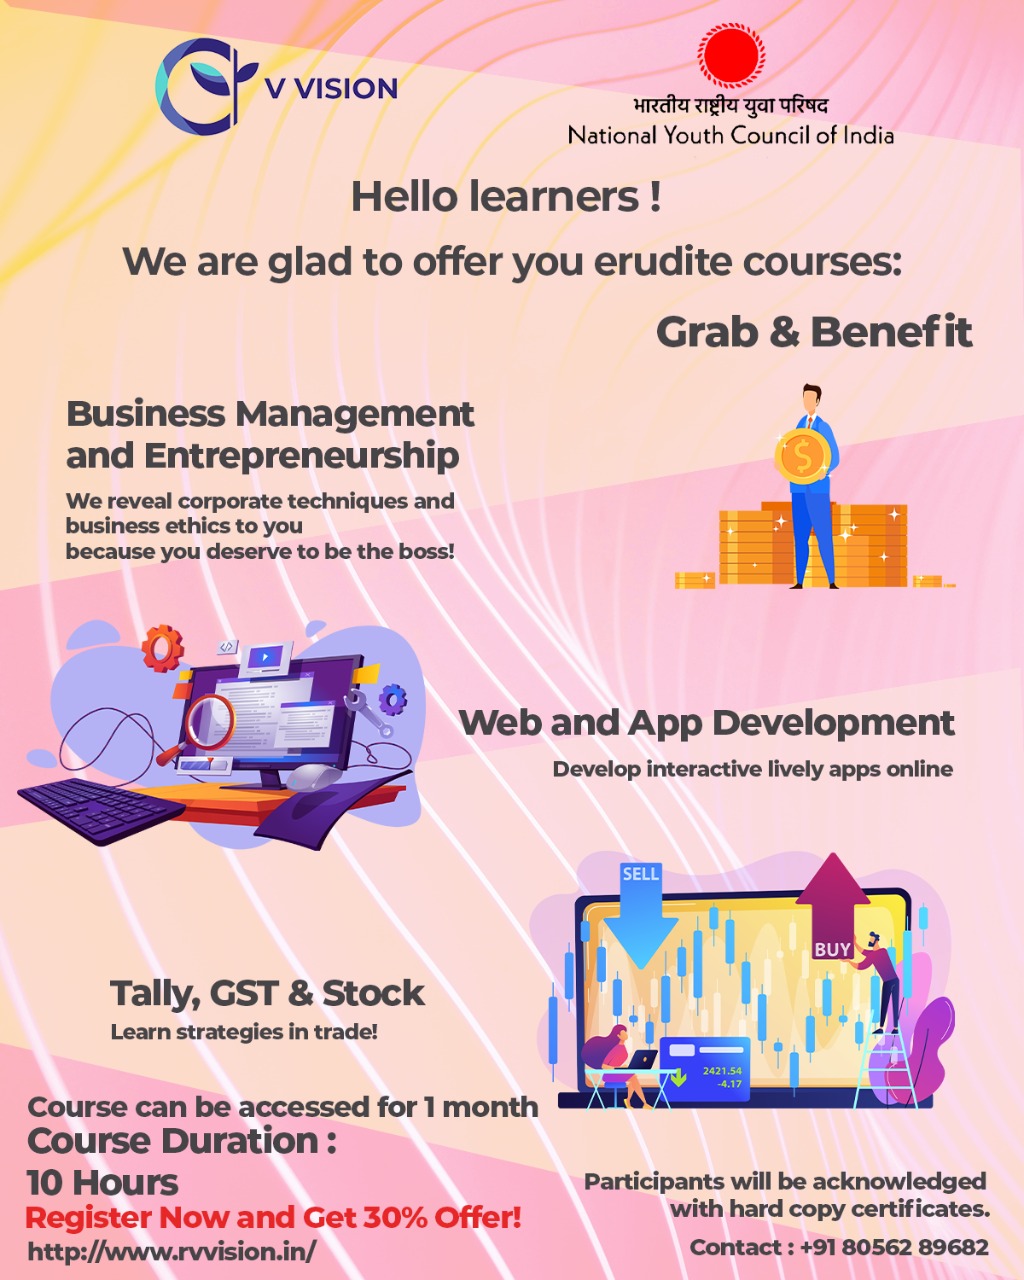 V VISION
भारतीय राष्ट्रीय युवा परिषद
National Youth Council of India
Hello learners !
We are glad to offer you erudite courses:
Grab & Benefit
Business Management
and Entrepreneurship
We reveal corporate techniques and
business ethics to you
because you deserve to be the boss!
Web and App Development
Develop interactive lively apps online
SELL
BUY
2421.54
-4.17
Tally, GST & Stock
Learn strategies in trade!
Course can be accessed for 1 month
Course Duration :
10 Hours
Register Now and Get 30% Offer!
http://www.rvvision.in/
Participants will be acknowledged
with hard copy certificates.
Contact : +91 80562 89682